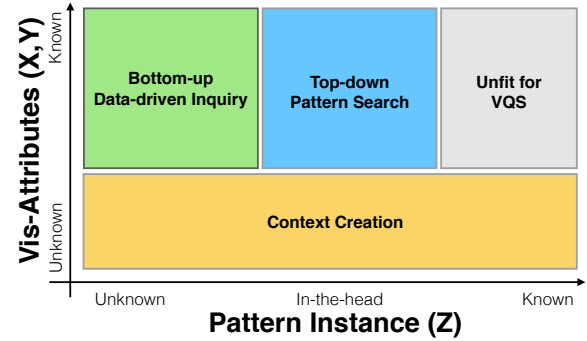 Vis-Attributes (X,Y)
Known
Unknown
Bottom-up
Data-driven Inquiry
Top-down
Pattern Search
Unfit for
VQS
Context Creation
Unknown
In-the-head
Known
Pattern Instance (Z)